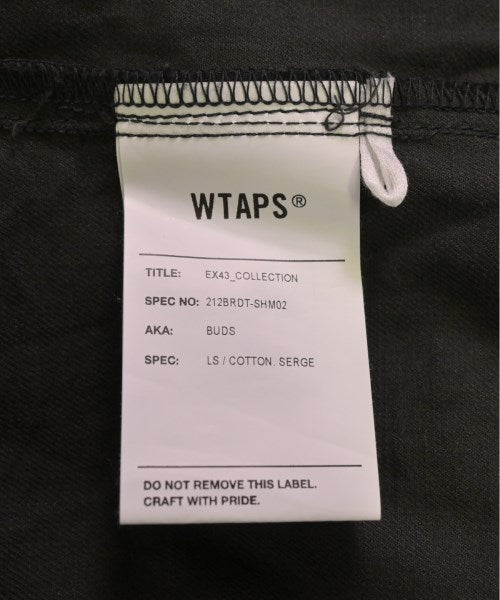 WTAPS®
TITLE: EX43_COLLECTION
SPEC NO: 212BRDT-SHM02
AKA: BUDS
SPEC: LS / COTTON. SERGE
DO NOT REMOVE THIS LABEL.
CRAFT WITH PRIDE.